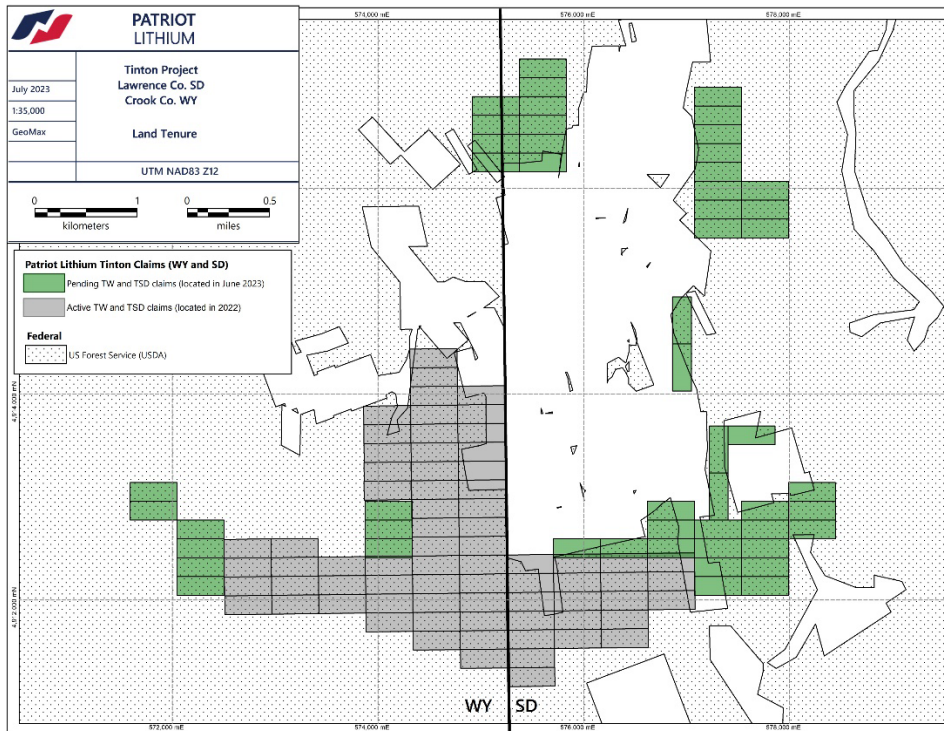 PATRIOT
LITHIUM
Tinton Project
Lawrence Co. SD
Crook Co. WY
July 2023
1:35,000
GeoMax
Land Tenure
UTM NAD83 Z12
0 1
kilometers
0 0.5
miles
Patriot Lithium Tinton Claims (WY and SD)
Pending TW and TSD claims (located in June 2023)
Active TW and TSD claims (located in 2022)
Federal
US Forest Service (USDA)
574,000 mE
576,000 mE
578,000 mE
WY SD
572,000 mE
574,000 mE
576,000 mE
578,000 mE